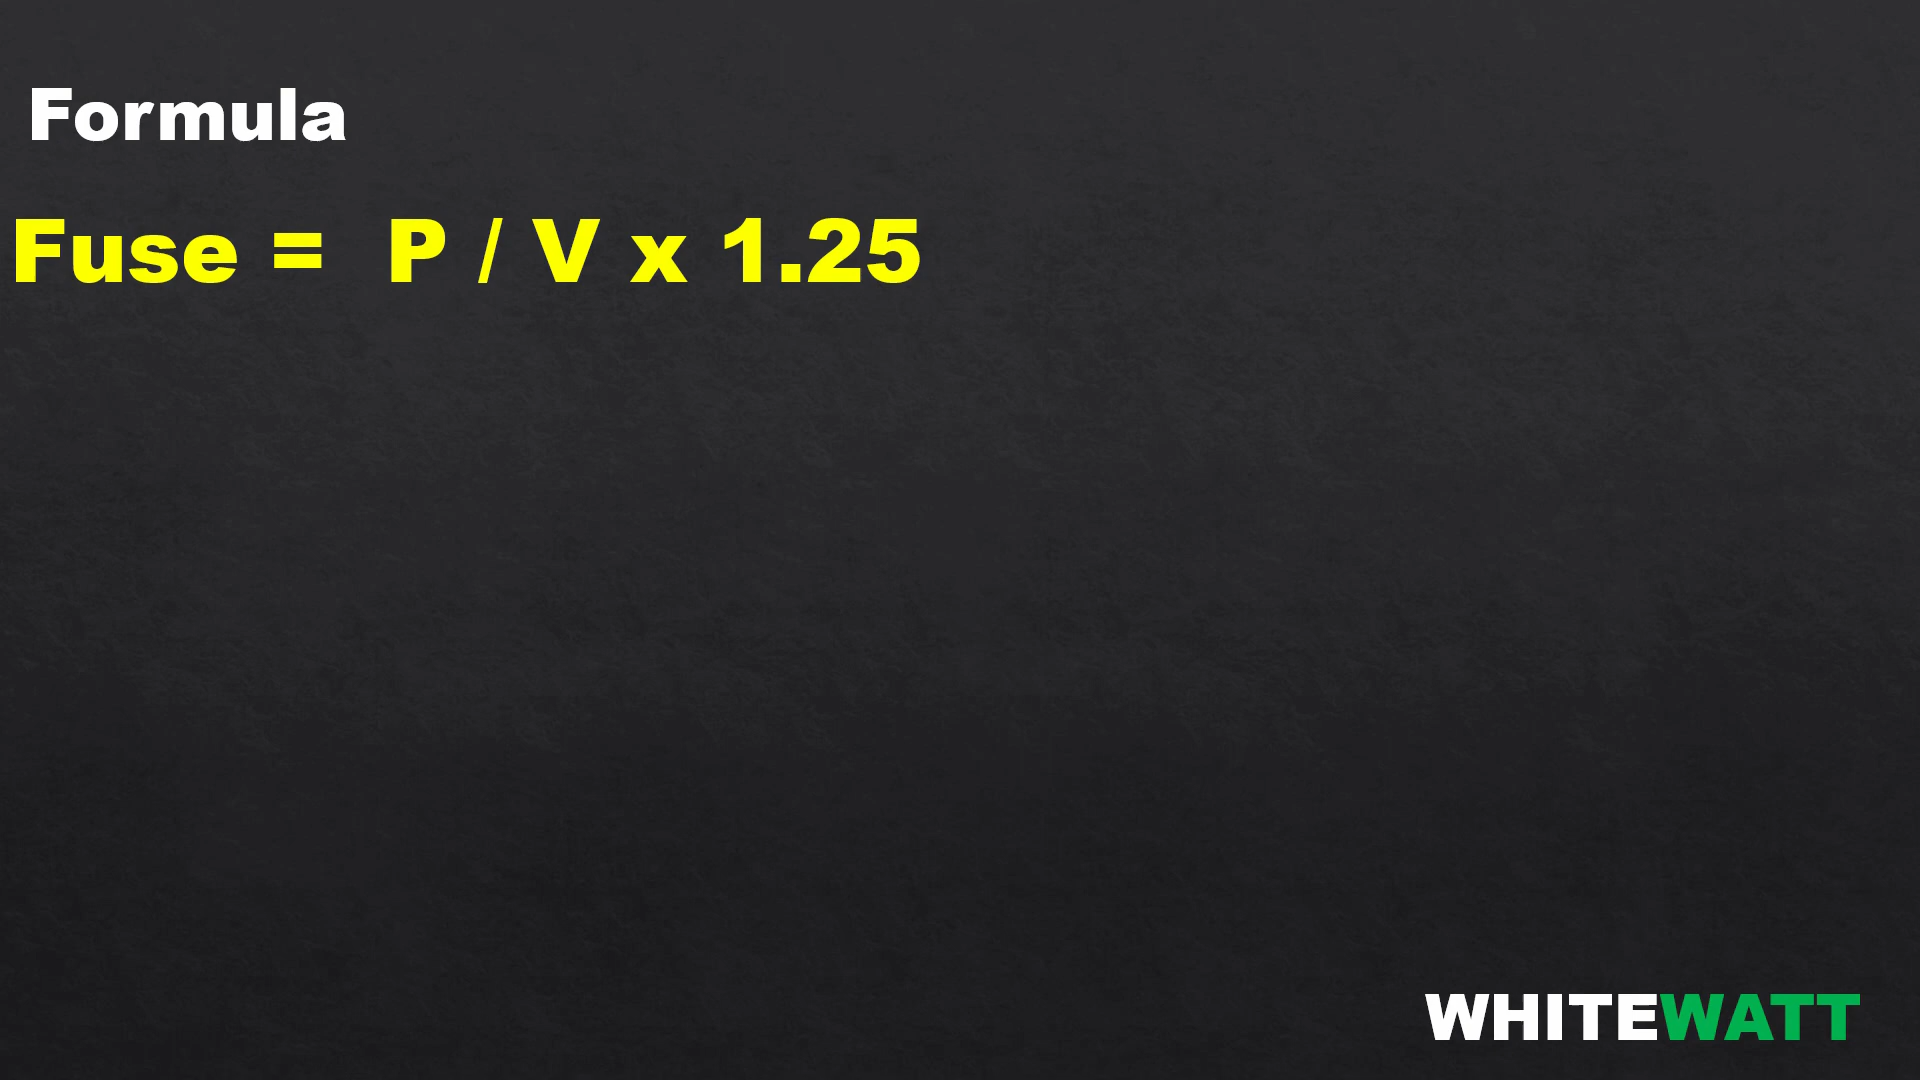 Formula
Fuse =  P / V x 1.25
WHITEWATT